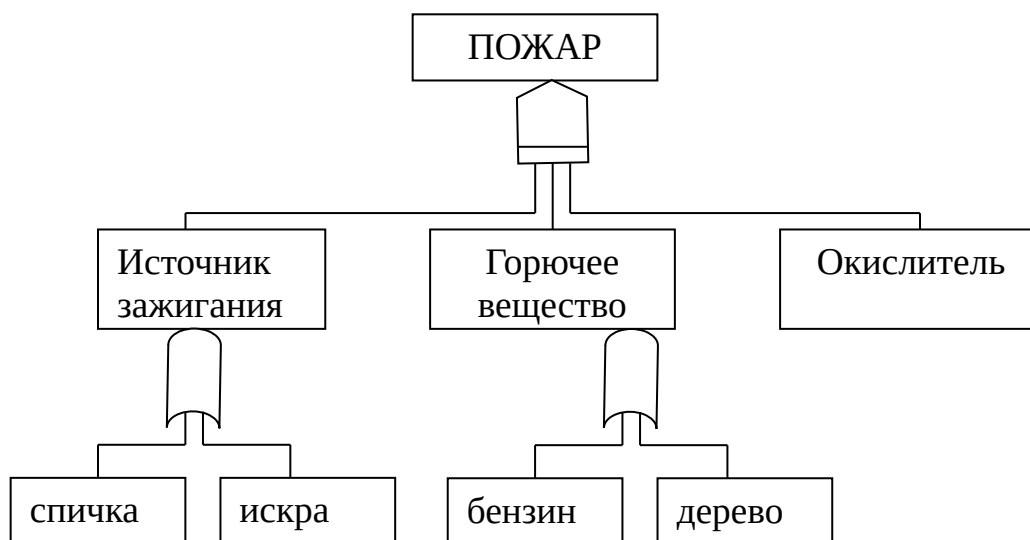 ПОЖАР
Источник
зажигания
Горючее
вещество
Окислитель
спичка
искра
бензин
дерево